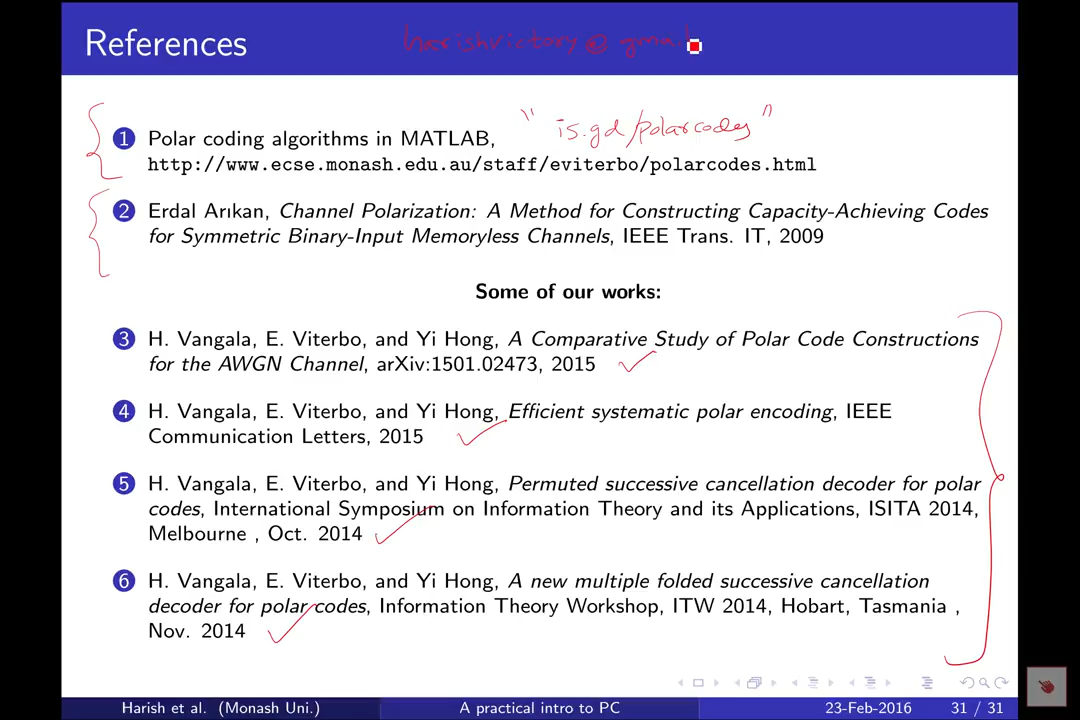 References harishvictory @ gmail
" is.gd/polarcodes "
1 Polar coding algorithms in MATLAB,
http://www.ecse.monash.edu.au/staff/eviterbo/polarcodes.html
2 Erdal Arıkan, Channel Polarization: A Method for Constructing Capacity-Achieving Codes
for Symmetric Binary-Input Memoryless Channels, IEEE Trans. IT, 2009
Some of our works:
3 H. Vangala, E. Viterbo, and Yi Hong, A Comparative Study of Polar Code Constructions
for the AWGN Channel, arXiv:1501.02473, 2015
4 H. Vangala, E. Viterbo, and Yi Hong, Efficient systematic polar encoding, IEEE
Communication Letters, 2015
5 H. Vangala, E. Viterbo, and Yi Hong, Permuted successive cancellation decoder for polar
codes, International Symposium on Information Theory and its Applications, ISITA 2014,
Melbourne , Oct. 2014
6 H. Vangala, E. Viterbo, and Yi Hong, A new multiple folded successive cancellation
decoder for polar codes, Information Theory Workshop, ITW 2014, Hobart, Tasmania ,
Nov. 2014
Harish et al. (Monash Uni.) A practical intro to PC 23-Feb-2016 31 / 31